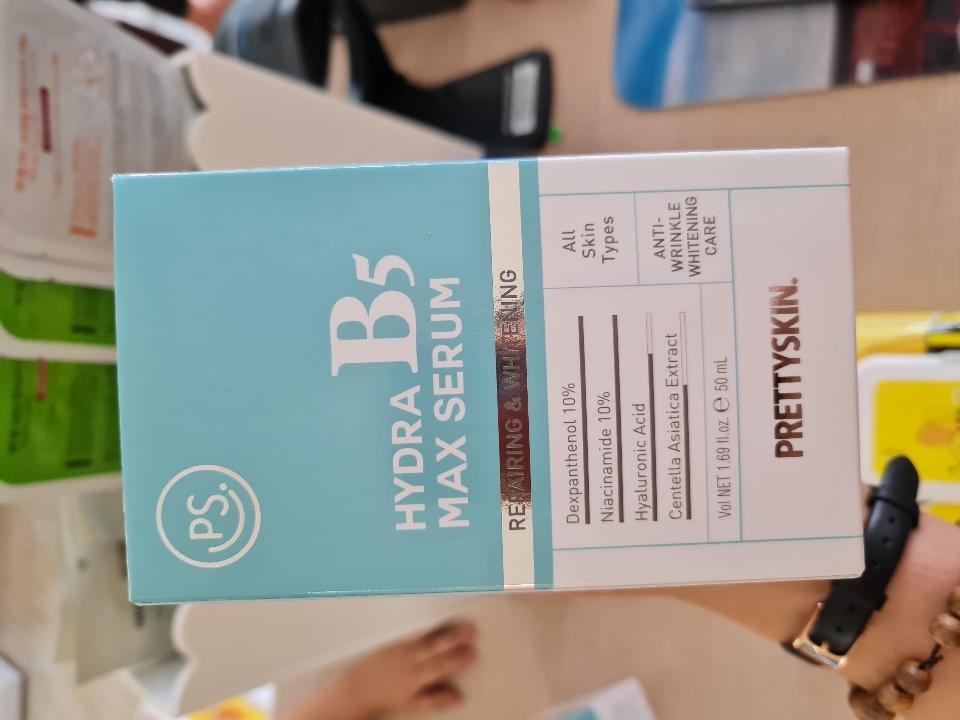 PS.
HYDRA B5
MAX SERUM
REPAIRING & WHITENING
Dexpanthenol 10%
Niacinamide 10%
Hyaluronic Acid
Centella Asiatica Extract
All
Skin
Types
ANTI-
WRINKLE
WHITENING
CARE
Vol NET 1.69 fl.oz. ℮ 50 mL
PRETTYSKIN.